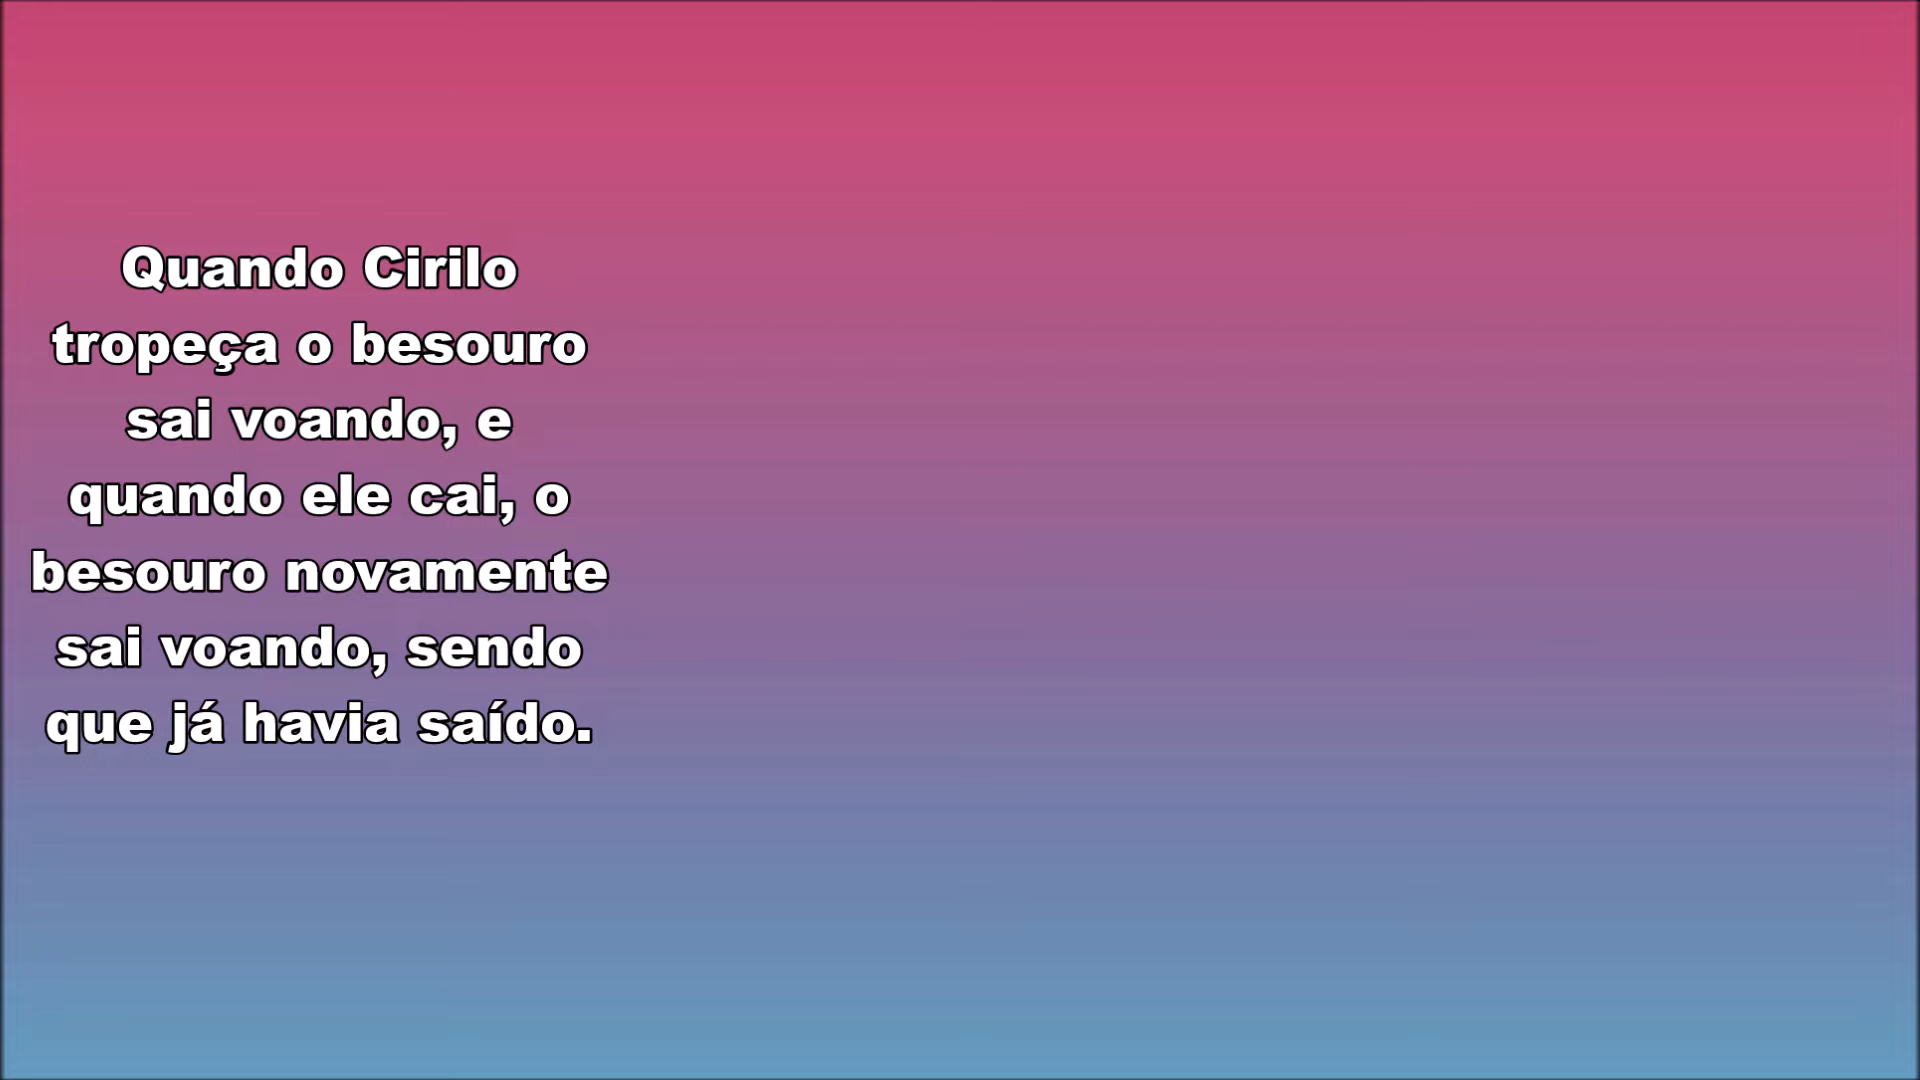 Quando Cirilo
tropeça o besouro
sai voando, e
quando ele cai, o
besouro novamente
sai voando, sendo
que já havia saído.